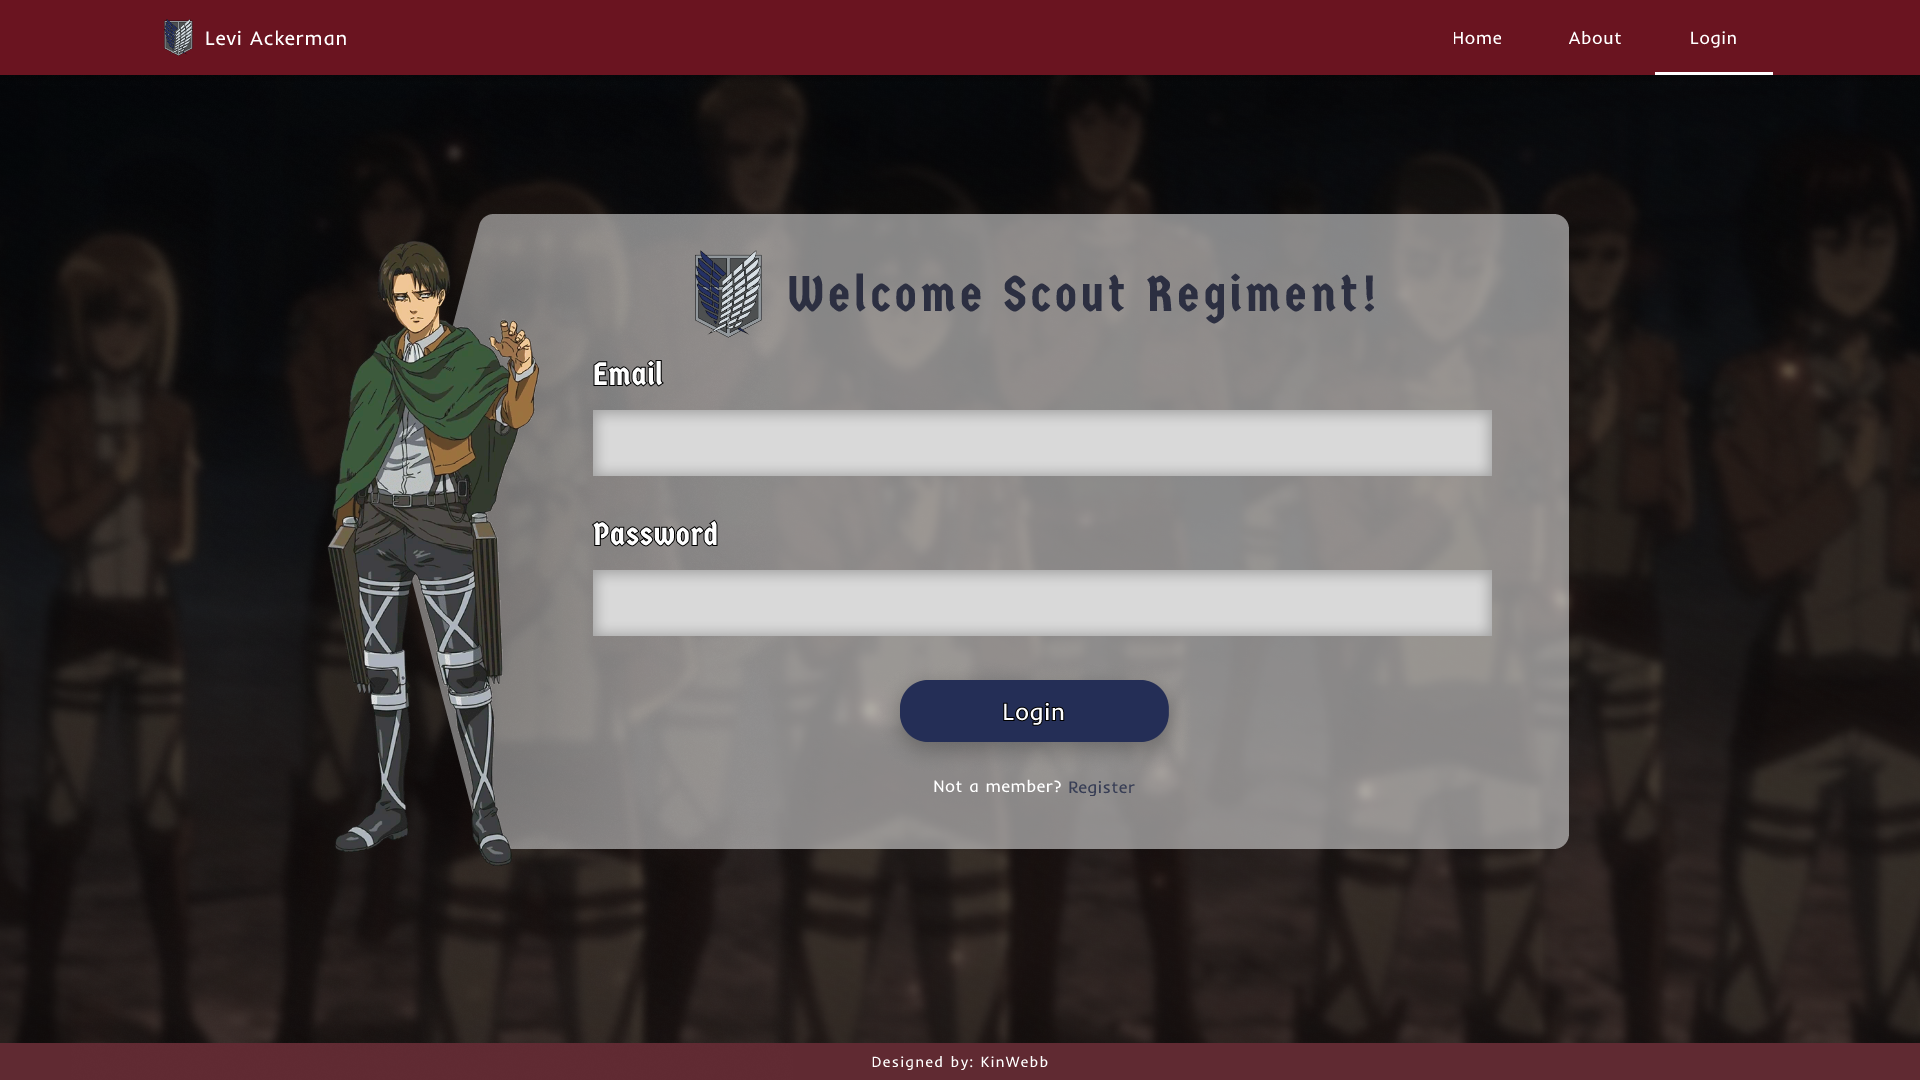 Levi Ackerman
Home
About
Login
Welcome Scout Regiment!
Email
Password
Login
Not a member? Register
Designed by: KinWebb